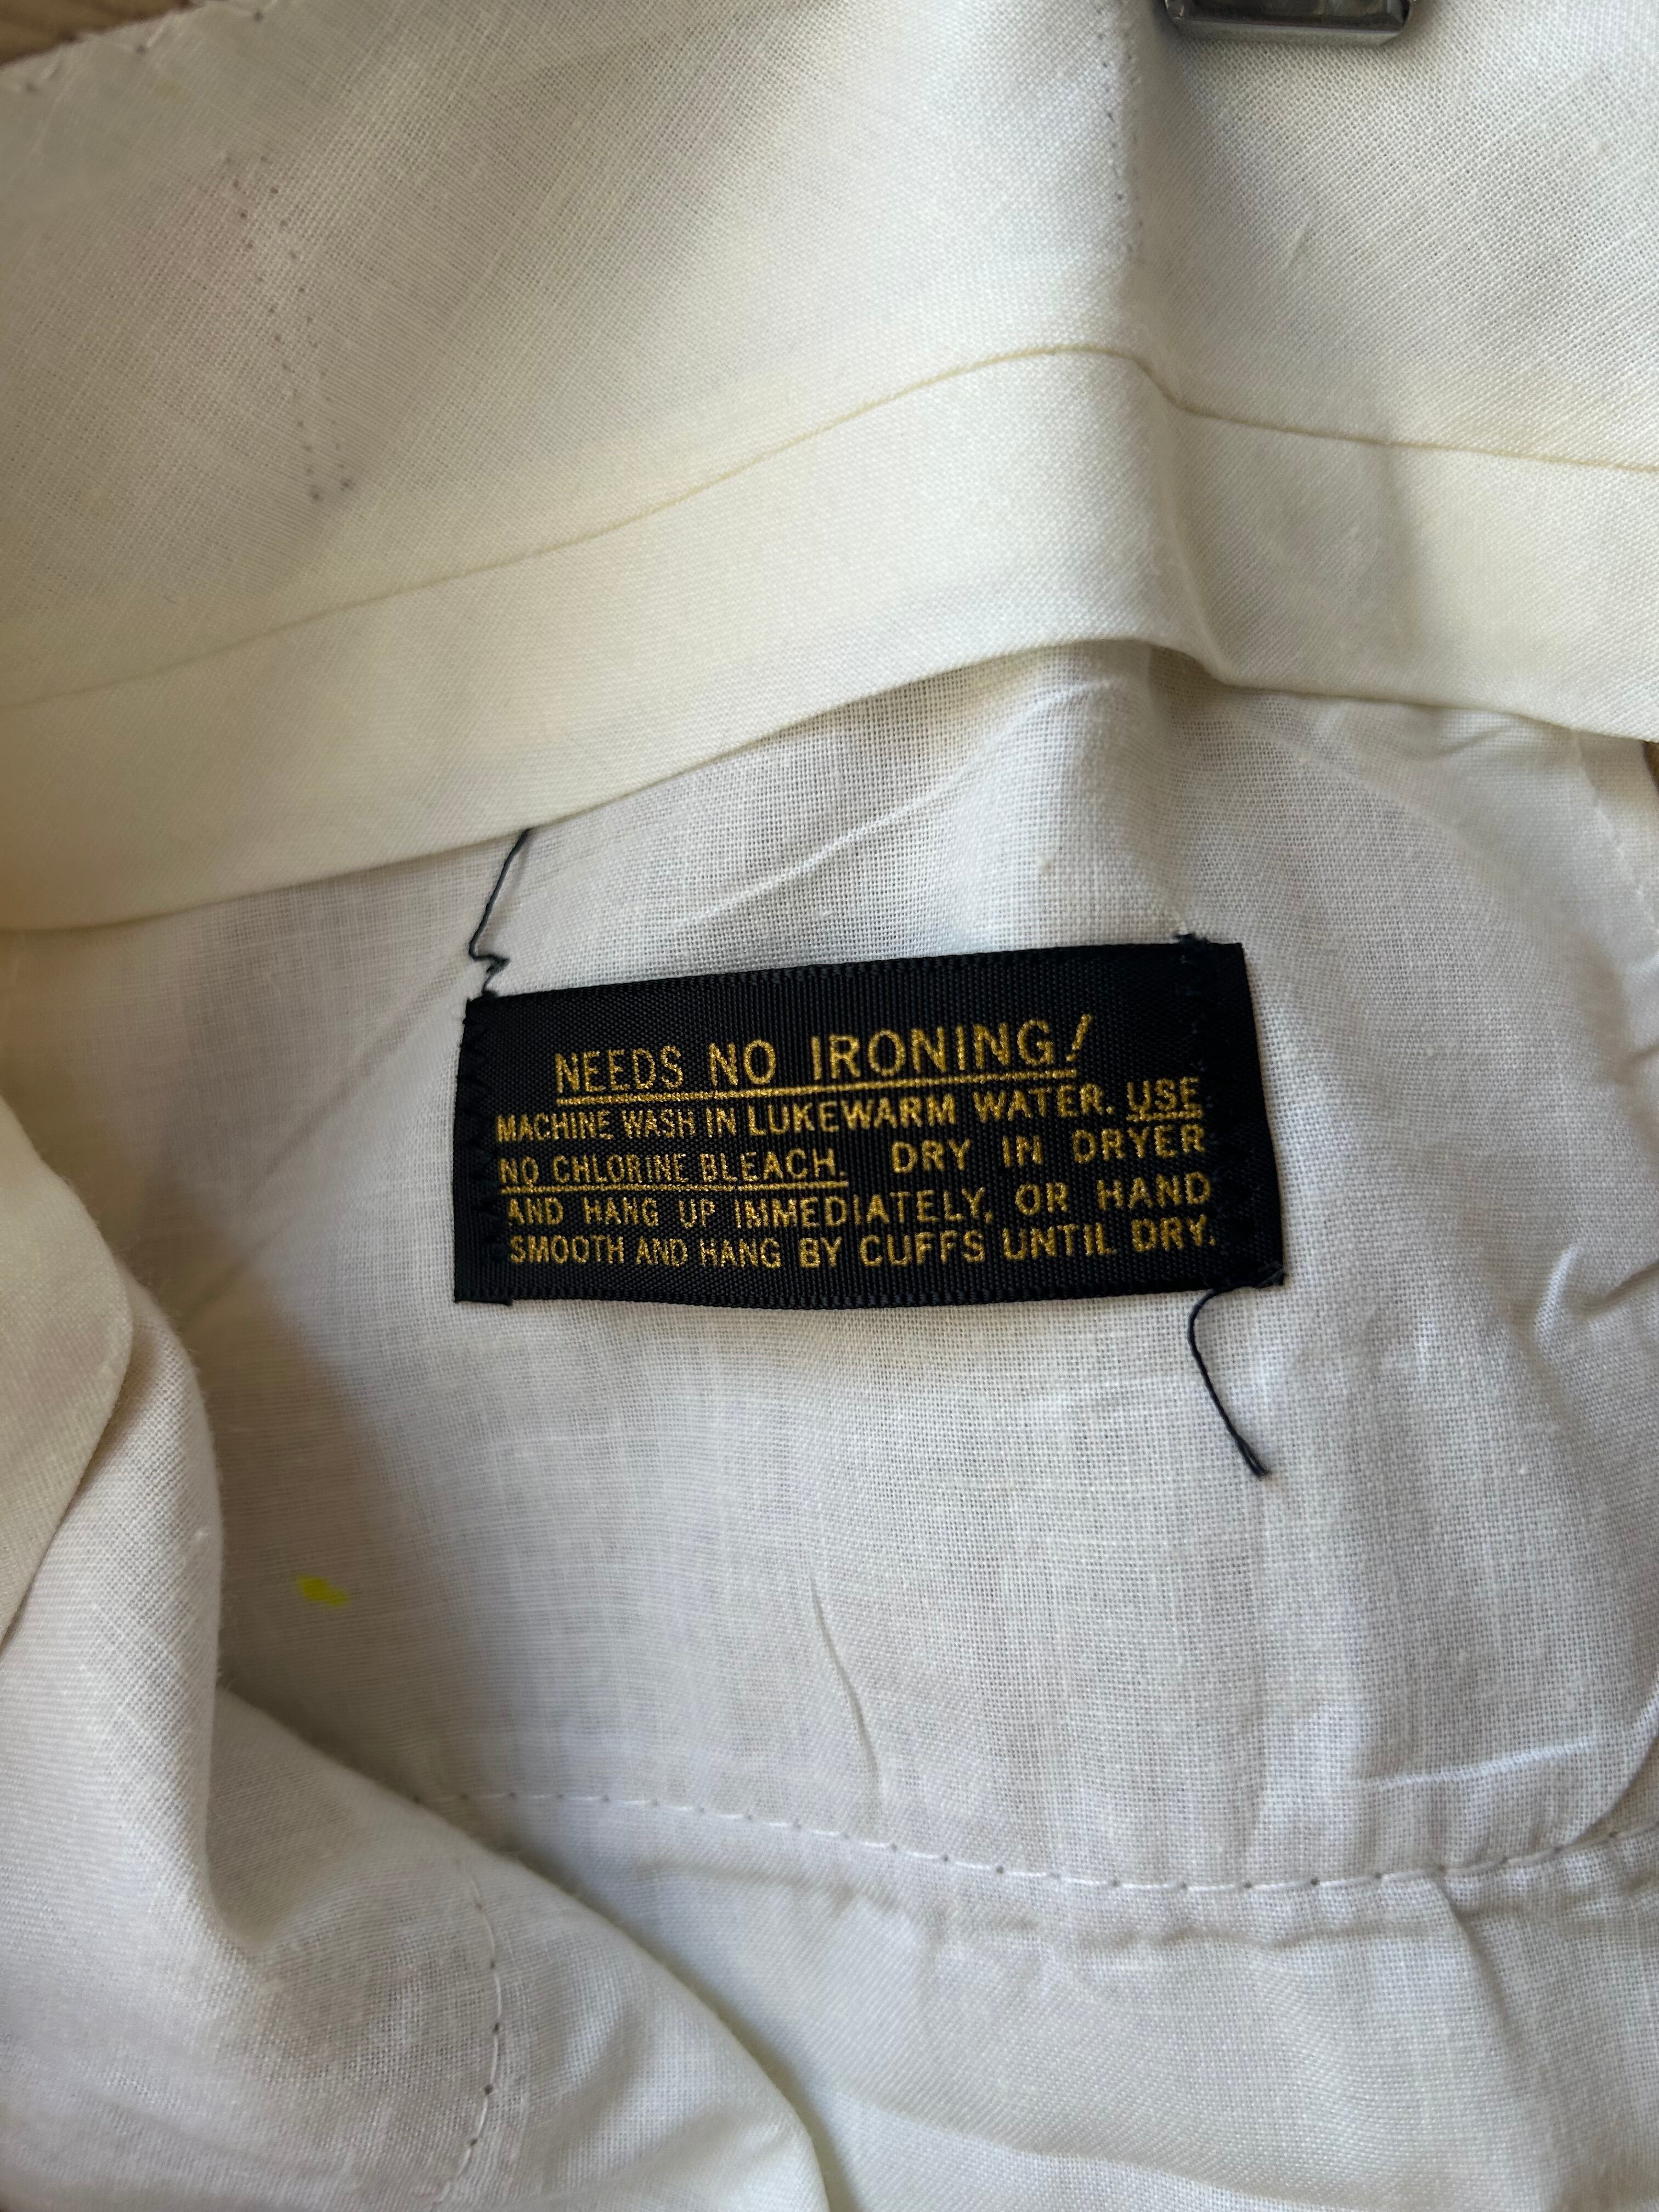 NEEDS NO IRONING!
MACHINE WASH IN LUKEWARM WATER. USE
NO CHLORINE BLEACH. DRY IN DRYER
AND HANG UP IMMEDIATELY, OR HAND
SMOOTH AND HANG BY CUFFS UNTIL DRY.